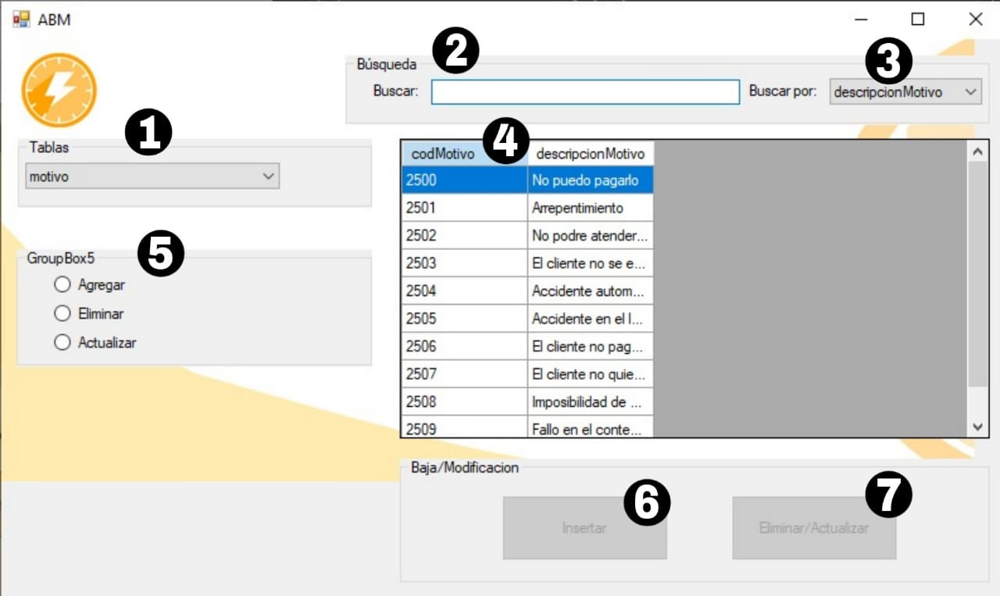 ABM
2
3
Búsqueda
Buscar:
Buscar por:
descripcionMotivo
1
Tablas
motivo
4
codMotivo descripcionMotivo
2500 No puedo pagarlo
2501 Arrepentimiento
2502 No podre atender...
2503 El cliente no se e...
2504 Accidente autom...
2505 Accidente en el l...
2506 El cliente no pag...
2507 El cliente no quie...
2508 Imposibilidad de ...
2509 Fallo en el conte...
5
GroupBox5
Agregar
Eliminar
Actualizar
Baja/Modificacion
6
Insertar
7
Eliminar/Actualizar